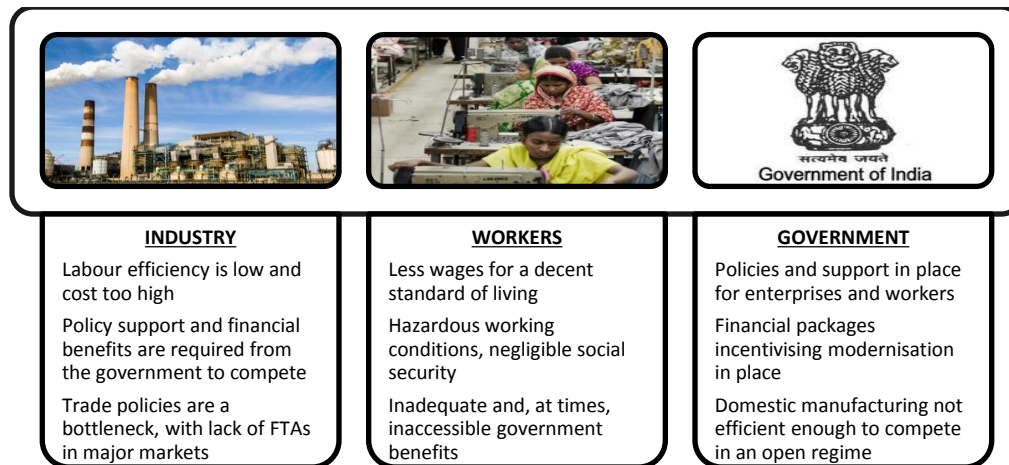 सत्यमेव जयते
Government of India
INDUSTRY
Labour efficiency is low and
cost too high
Policy support and financial
benefits are required from
the government to compete
Trade policies are a
bottleneck, with lack of FTAs
in major markets
WORKERS
Less wages for a decent
standard of living
Hazardous working
conditions, negligible social
security
Inadequate and, at times,
inaccessible government
benefits
GOVERNMENT
Policies and support in place
for enterprises and workers
Financial packages
incentivising modernisation
in place
Domestic manufacturing not
efficient enough to compete
in an open regime